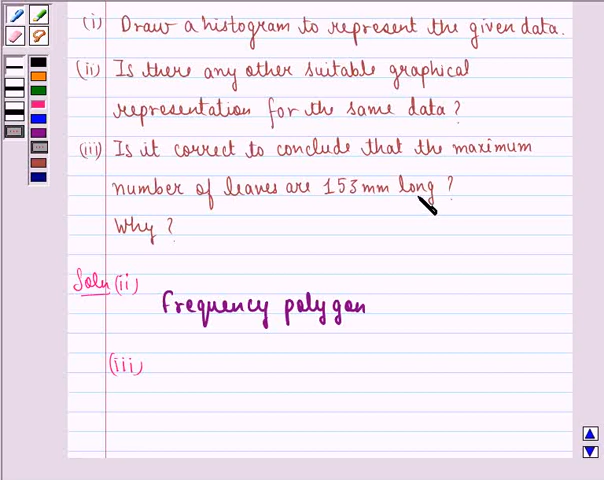 (i) Draw a histogram to represent the given data.
(ii) Is there any other suitable graphical
representation for the same data?
(iii) Is it correct to conclude that the maximum
number of leaves are 153mm long?
Why?
Soln (ii)
Frequency polygon
(iii)